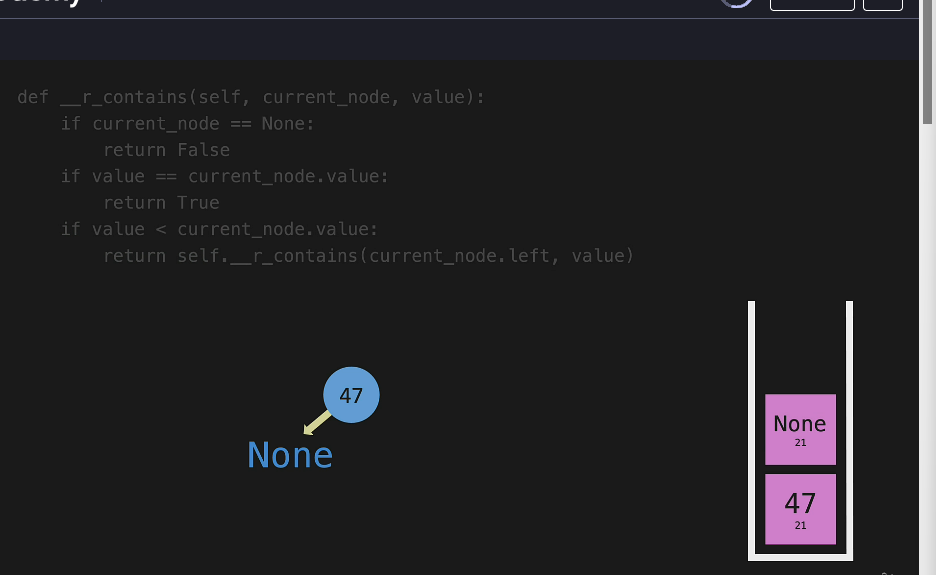 def __r_contains(self, current_node, value):
    if current_node == None:
        return False
    if value == current_node.value:
        return True
    if value < current_node.value:
        return self.__r_contains(current_node.left, value)
47
None
None
21
47
21